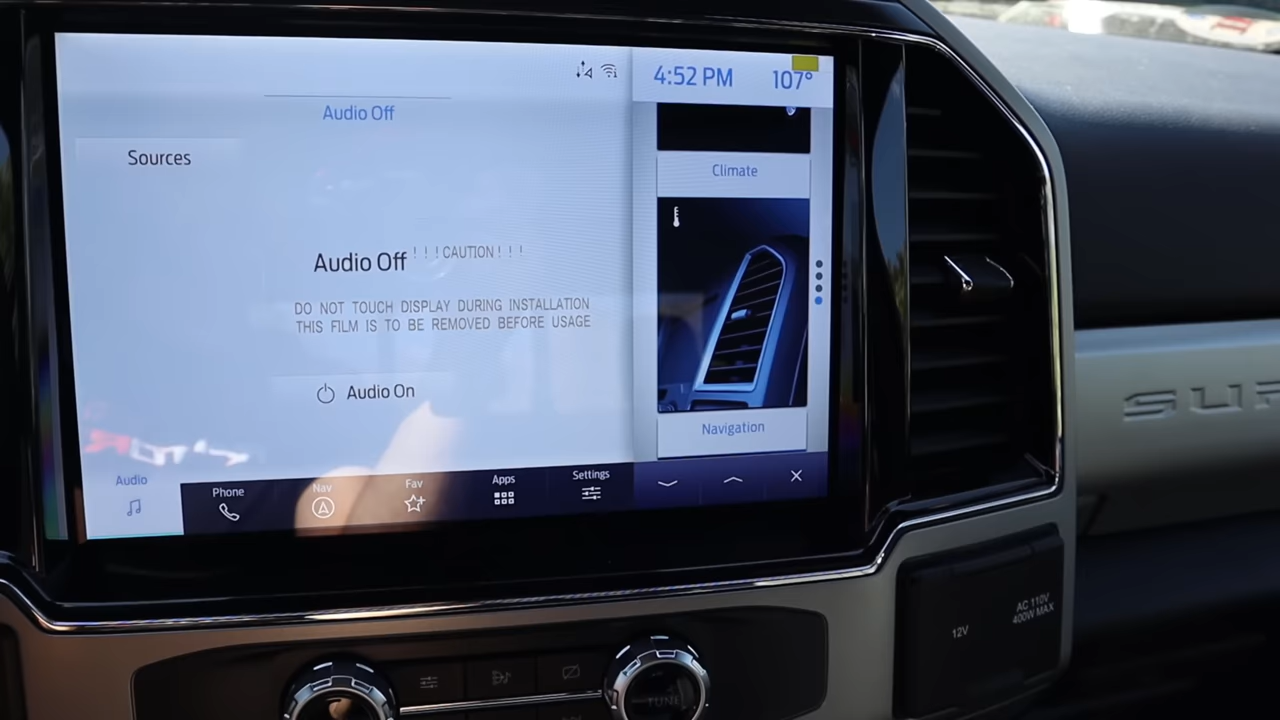 4:52 PM 107°
Audio Off
Sources
Climate
Audio Off
! ! ! CAUTION ! ! !
DO NOT TOUCH DISPLAY DURING INSTALLATION
THIS FILM IS TO BE REMOVED BEFORE USAGE
Audio On
Navigation
Audio
Phone
Nav
Fav
Apps
Settings
SUP
12V
AC 110V
400W MAX
TUNE